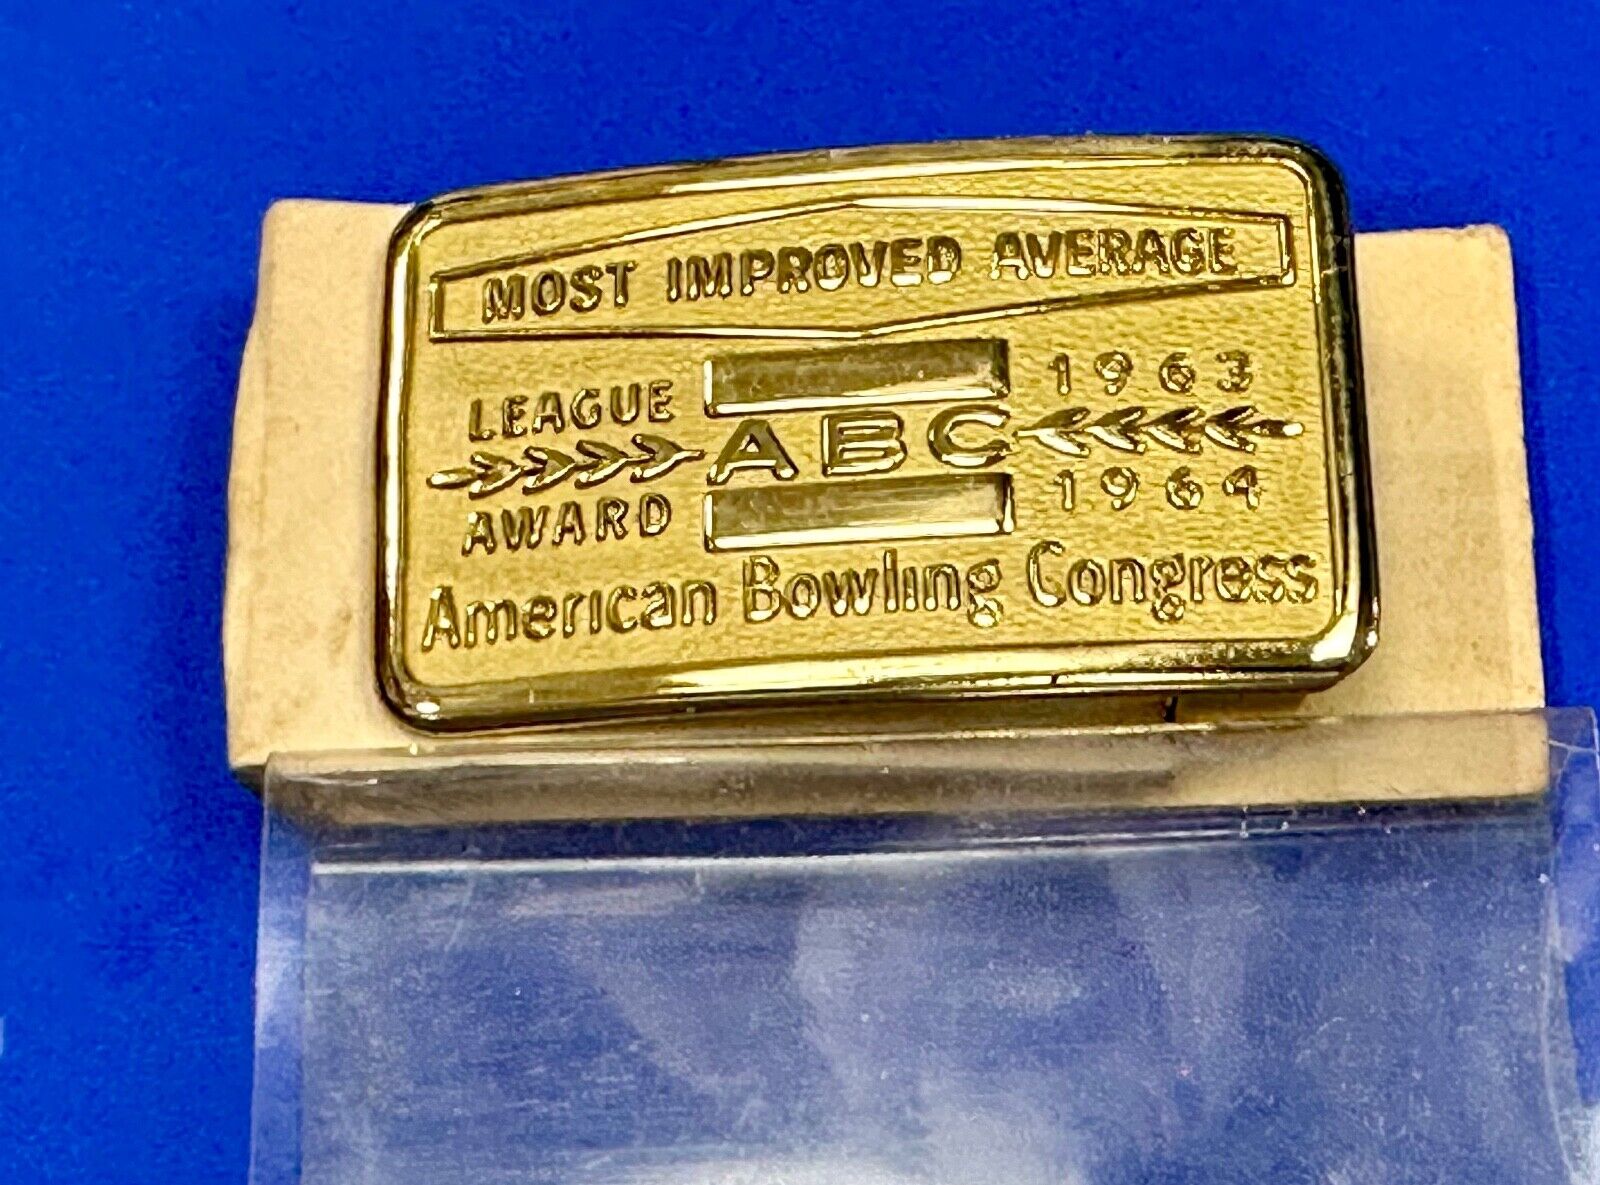 MOST IMPROVED AVERAGE
LEAGUE 1963
ABC
AWARD 1964
American Bowling Congress